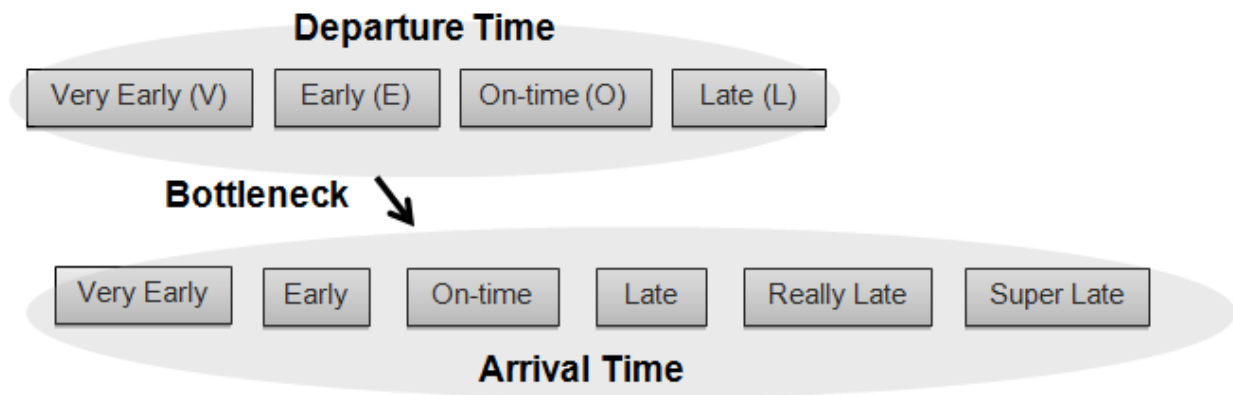 Departure Time
Very Early (V) Early (E) On-time (O) Late (L)
Bottleneck
Very Early Early On-time Late Really Late Super Late
Arrival Time